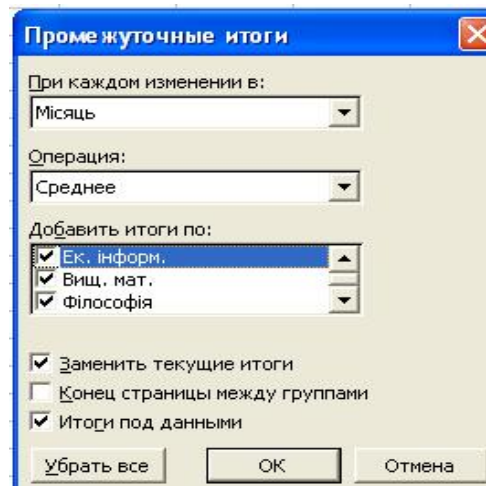 Промежуточные итоги
При каждом изменении в:
Місяць
Операция:
Среднее
Добавить итоги по:
Ек. інформ.
Вищ. мат.
Філософія
Заменить текущие итоги
Конец страницы между группами
Итоги под данными
Убрать все ОК Отмена